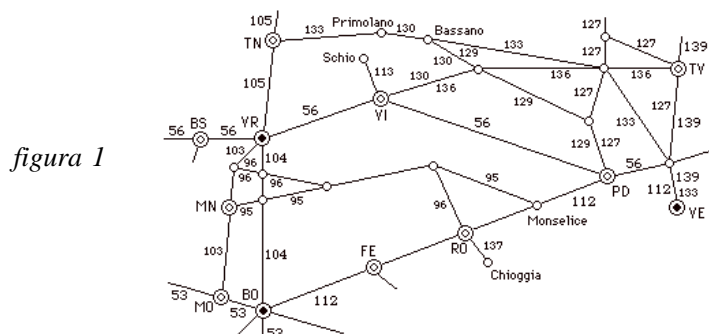 105
133
Primolano
130
Bassano
127
127
139
TN
129
133
127
TV
Schio
130
136
136
113
130
136
105
129
127
127
VI
133
139
BS
VR
56
56
56
56
129
127
56
figura 1
103
104
96
96
96
95
PD
139
112
133
MN
95
95
96
112
Monselice
VE
103
104
RO
137
FE
Chioggia
53
BO
112
MO
53
53